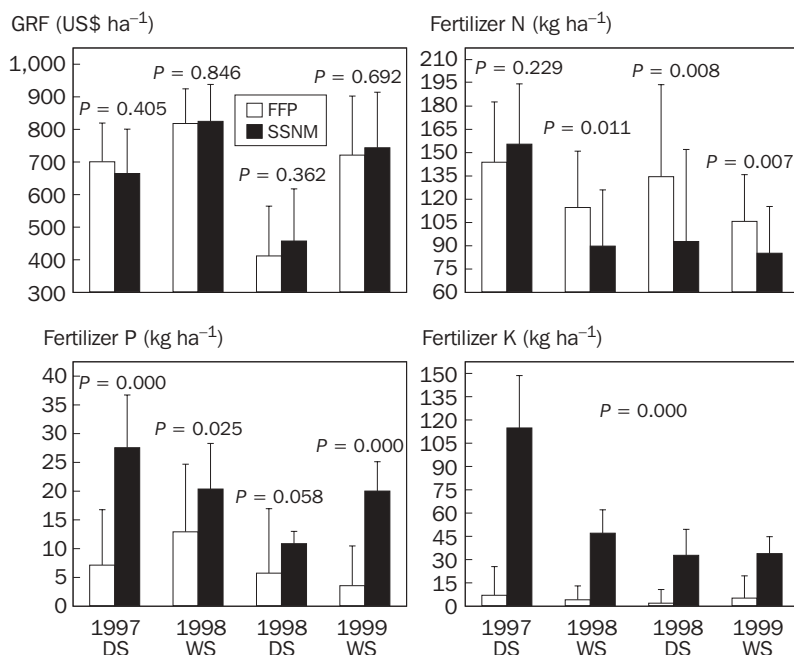 GRF (US$ ha⁻¹)
1,000
900
800
700
600
500
400
300
P = 0.405
P = 0.846
P = 0.362
P = 0.692
FFP
SSNM
Fertilizer N (kg ha⁻¹)
210
195
180
165
150
135
120
105
90
75
60
P = 0.229
P = 0.011
P = 0.008
P = 0.007
Fertilizer P (kg ha⁻¹)
40
35
30
25
20
15
10
5
0
P = 0.000
P = 0.025
P = 0.058
P = 0.000
1997 1998 1998 1999
DS WS DS WS
Fertilizer K (kg ha⁻¹)
150
135
120
105
90
75
60
45
30
15
0
P = 0.000
1997 1998 1998 1999
DS WS DS WS